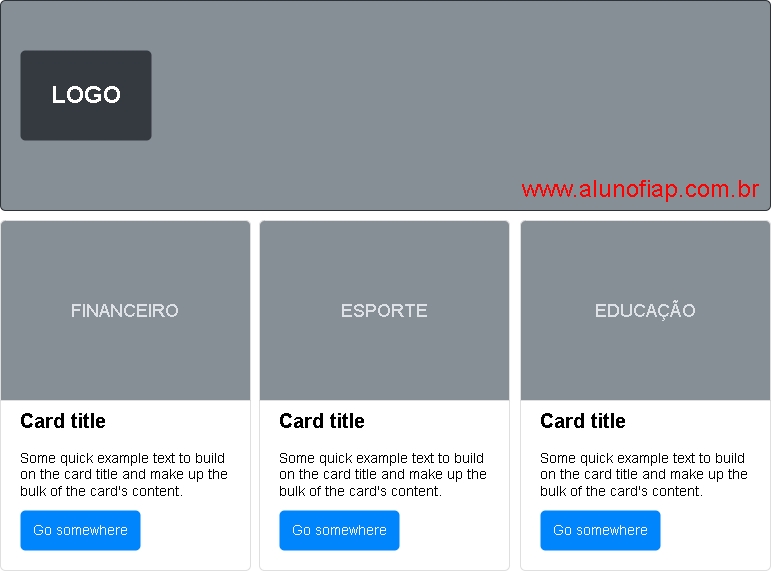 LOGO
www.alunofiap.com.br
FINANCEIRO
ESPORTE
EDUCAÇÃO
Card title
Some quick example text to build
on the card title and make up the
bulk of the card's content.
Go somewhere
Card title
Some quick example text to build
on the card title and make up the
bulk of the card's content.
Go somewhere
Card title
Some quick example text to build
on the card title and make up the
bulk of the card's content.
Go somewhere